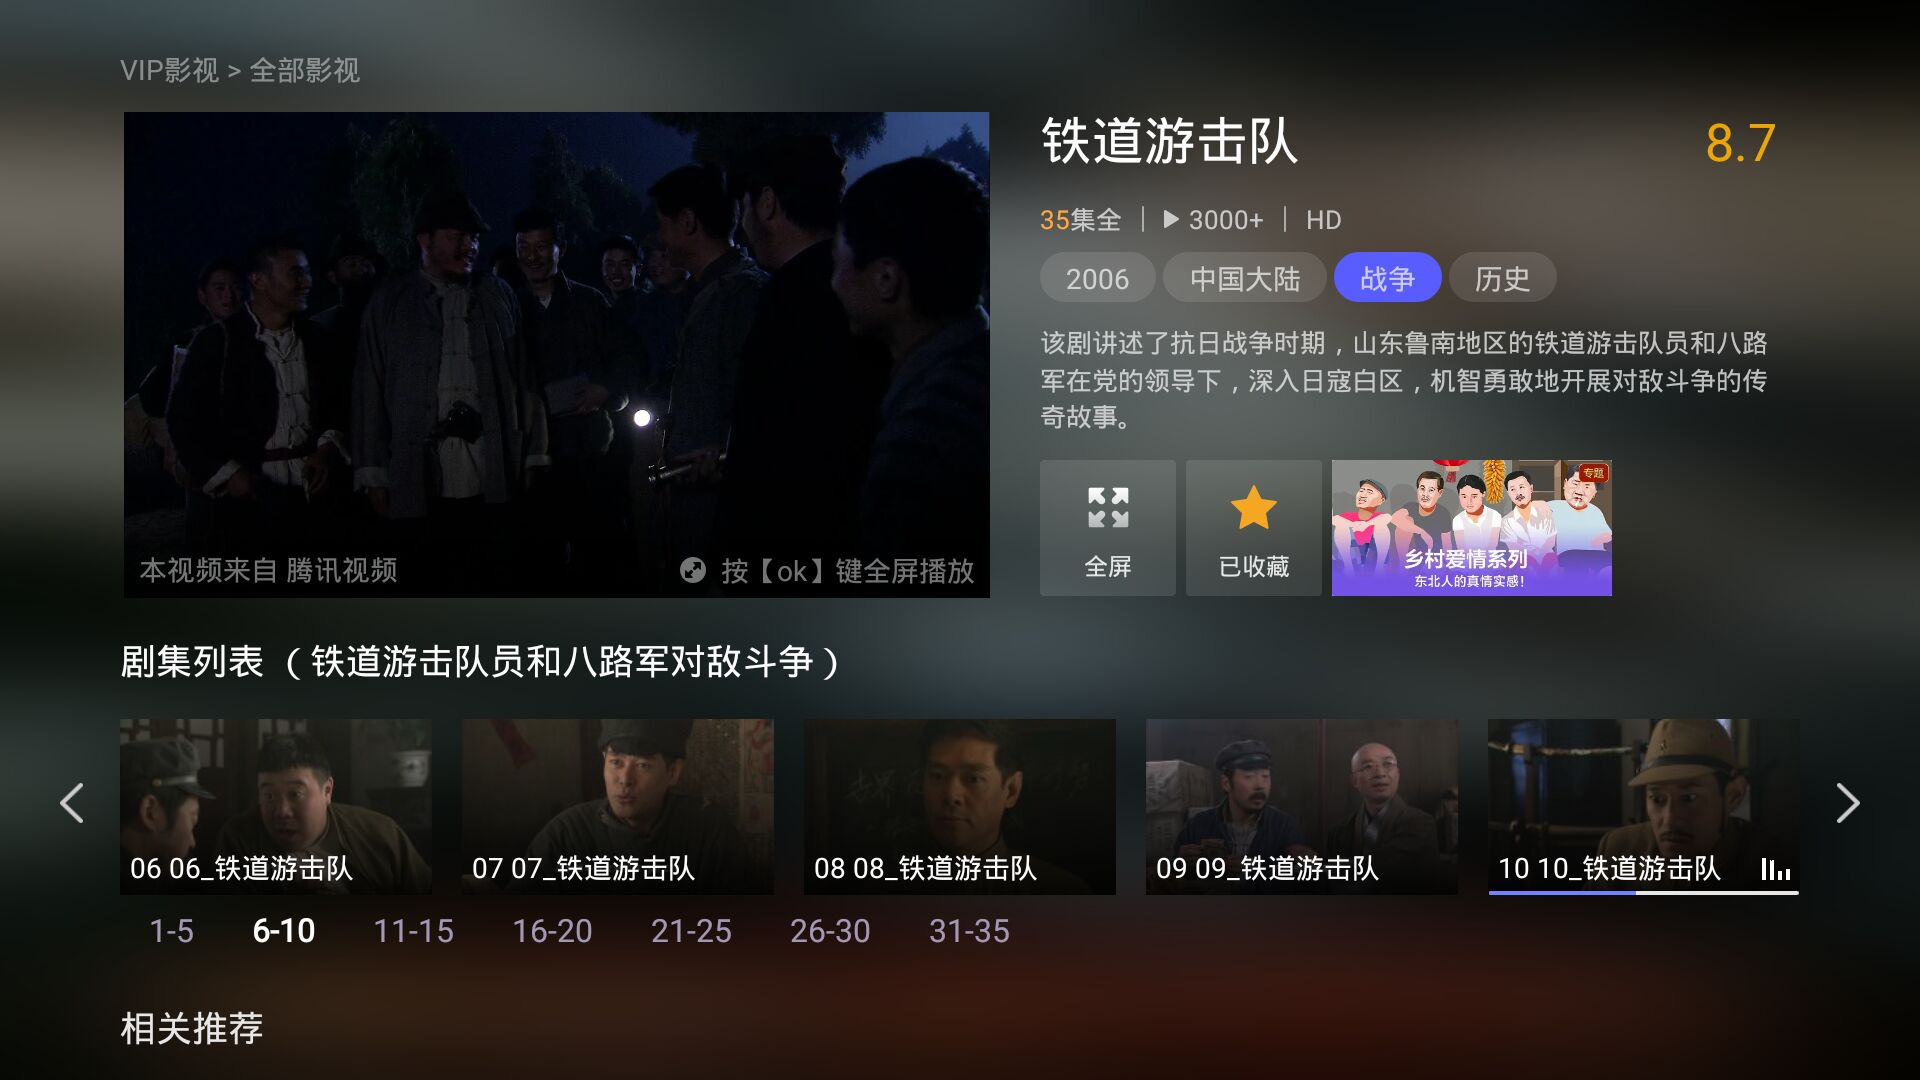 VIP影视 > 全部影视
本视频来自 腾讯视频
按【ok】键全屏播放
铁道游击队
8.7
35集全 | 3000+ | HD
2006 中国大陆 战争 历史
该剧讲述了抗日战争时期，山东鲁南地区的铁道游击队员和八路
军在党的领导下，深入日寇白区，机智勇敢地开展对敌斗争的传
奇故事。
全屏
已收藏
专题
乡村爱情系列
东北人的真情实感!
剧集列表 （铁道游击队员和八路军对敌斗争）
06 06_铁道游击队
07 07_铁道游击队
08 08_铁道游击队
09 09_铁道游击队
10 10_铁道游击队
1-5 6-10 11-15 16-20 21-25 26-30 31-35
相关推荐